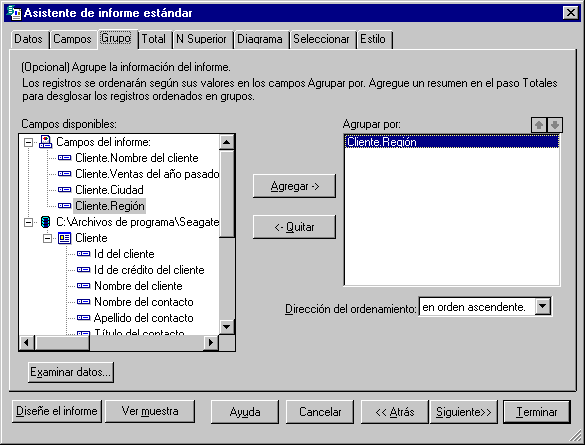 Asistente de informe estándar
Datos Campos Grupo Total N Superior Diagrama Seleccionar Estilo
(Opcional) Agrupe la información del informe.
Los registros se ordenarán según sus valores en los campos Agrupar por. Agregue un resumen en el paso Totales
para desglosar los registros ordenados en grupos.
Campos disponibles:
Campos del informe:
Cliente.Nombre del cliente
Cliente.Ventas del año pasado
Cliente.Ciudad
Cliente.Región
C:\Archivos de programa\Seagate
Cliente
Id del cliente
Id de crédito del cliente
Nombre del cliente
Nombre del contacto
Apellido del contacto
Título del contacto
Agregar ->
<- Quitar
Agrupar por:
Cliente.Región
Dirección del ordenamiento: en orden ascendente.
Examinar datos...
Diseñe el informe Ver muestra Ayuda Cancelar << Atrás Siguiente>> Terminar